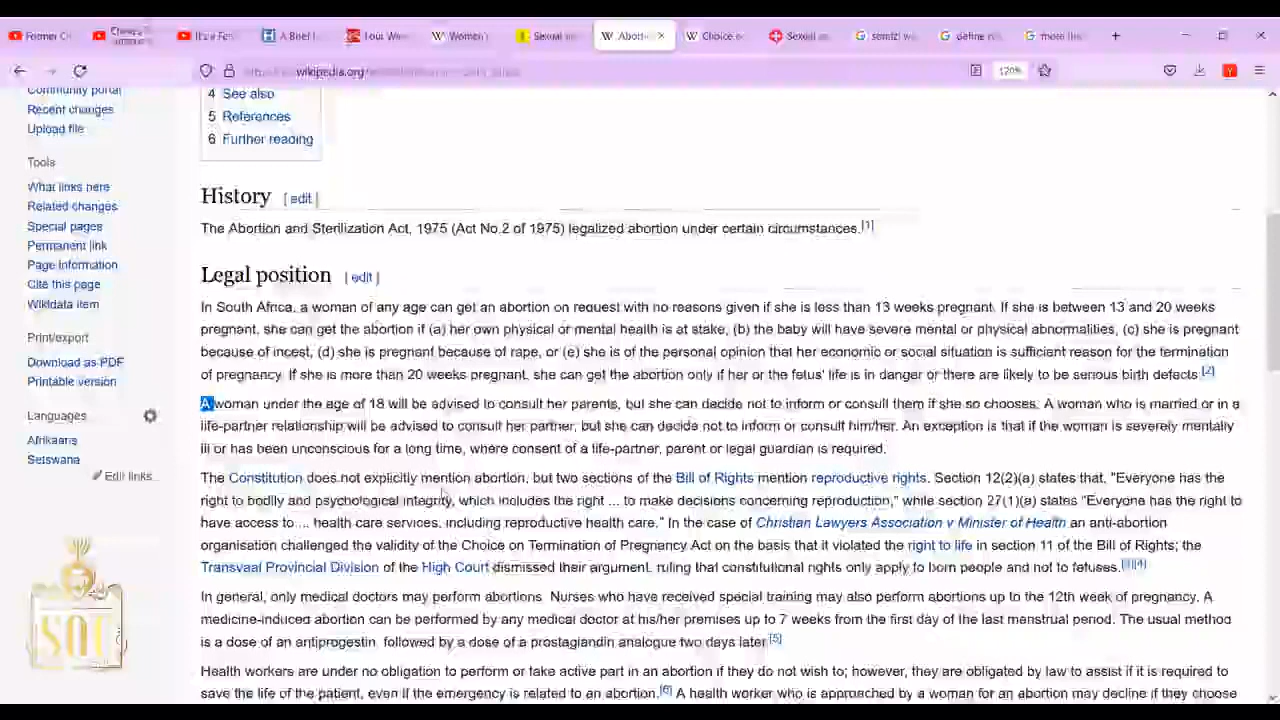 Former C
It's a Fen
A Brief
Tour
Women'
Sexual
Aborti
Choice o
Sexual as
define
more
wikipedia.org
120%
Community portal
Recent changes
Upload file
Tools
What links here
Related changes
Special pages
Permanent link
Page information
Cite this page
Wikidata item
Print/export
Download as PDF
Printable version
Languages
Afrikaans
Setswana
Edit links
4 See also
5 References
6 Further reading
History [ edit ]
The Abortion and Sterilization Act, 1975 (Act No.2 of 1975) legalized abortion under certain circumstances.[1]
Legal position [ edit ]
In South Africa, a woman of any age can get an abortion on request with no reasons given if she is less than 13 weeks pregnant. If she is between 13 and 20 weeks
pregnant, she can get the abortion if (a) her own physical or mental health is at stake, (b) the baby will have severe mental or physical abnormalities, (c) she is pregnant
because of incest, (d) she is pregnant because of rape, or (e) she is of the personal opinion that her economic or social situation is sufficient reason for the termination
of pregnancy. If she is more than 20 weeks pregnant, she can get the abortion only if her or the fetus' life is in danger or there are likely to be serious birth defects.[2]
A woman under the age of 18 will be advised to consult her parents, but she can decide not to inform or consult them if she so chooses. A woman who is married or in a
life-partner relationship will be advised to consult her partner, but she can decide not to inform or consult him/her. An exception is that if the woman is severely mentally
ill or has been unconscious for a long time, where consent of a life-partner, parent or legal guardian is required.
The Constitution does not explicitly mention abortion, but two sections of the Bill of Rights mention reproductive rights. Section 12(2)(a) states that, "Everyone has the
right to bodily and psychological integrity, which includes the right ... to make decisions concerning reproduction," while section 27(1)(a) states "Everyone has the right to
have access to ... health care services, including reproductive health care." In the case of Christian Lawyers Association v Minister of Health an anti-abortion
organisation challenged the validity of the Choice on Termination of Pregnancy Act on the basis that it violated the right to life in section 11 of the Bill of Rights; the
Transvaal Provincial Division of the High Court dismissed their argument, ruling that constitutional rights only apply to born people and not to fetuses.[3][4]
In general, only medical doctors may perform abortions. Nurses who have received special training may also perform abortions up to the 12th week of pregnancy. A
medicine-induced abortion can be performed by any medical doctor at his/her premises up to 7 weeks from the first day of the last menstrual period. The usual method
is a dose of an antiprogestin, followed by a dose of a prostaglandin analogue two days later.[5]
Health workers are under no obligation to perform or take active part in an abortion if they do not wish to; however, they are obligated by law to assist if it is required to
save the life of the patient, even if the emergency is related to an abortion.[6] A health worker who is approached by a woman for an abortion may decline if they choose